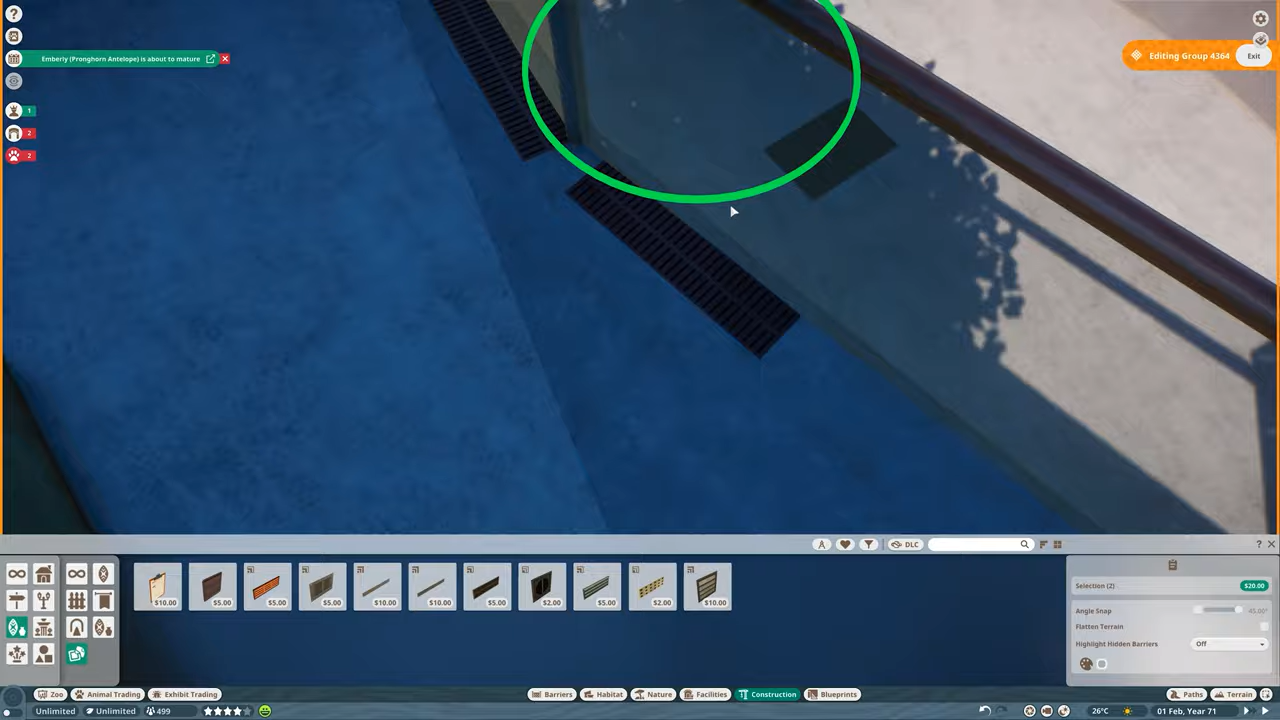 ?
Emberly (Pronghorn Antelope) is about to mature
1
2
2
Editing Group 4364
Exit
DLC
?
$10.00
$5.00
$5.00
$5.00
$10.00
$10.00
$5.00
$2.00
$5.00
$2.00
$10.00
Selection (2)
$20.00
Angle Snap
45.00°
Flatten Terrain
Highlight Hidden Barriers
Off
Zoo
Animal Trading
Exhibit Trading
Barriers
Habitat
Nature
Facilities
Construction
Blueprints
Paths
Terrain
Unlimited
Unlimited
499
26°C
01 Feb, Year 71